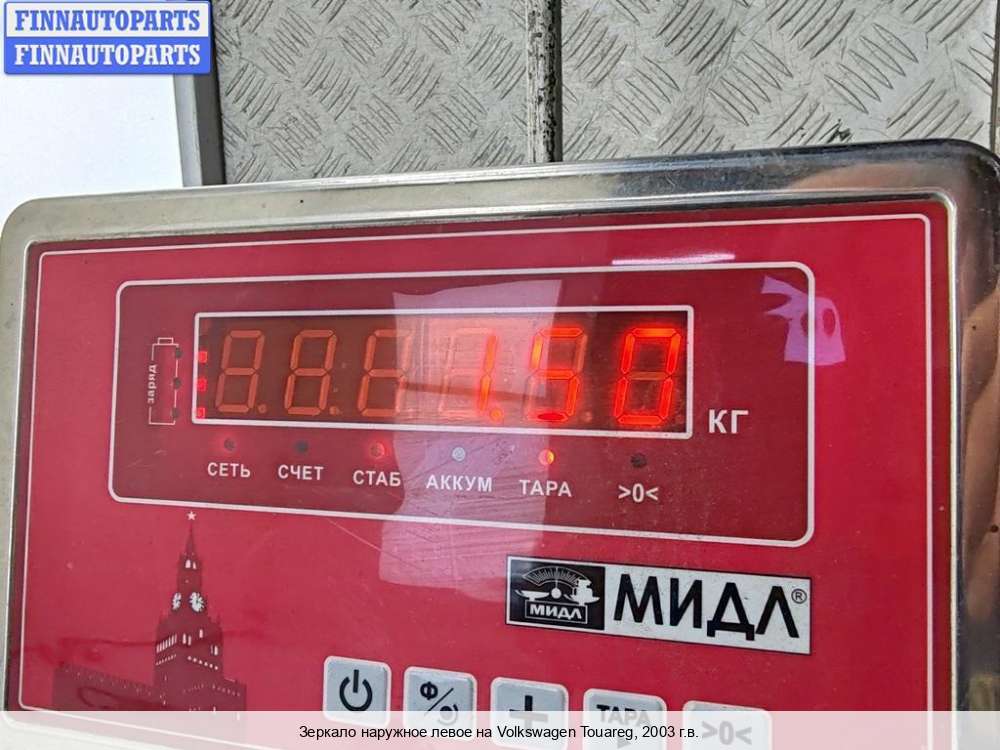 FINNAUTOPARTS
FINNAUTOPARTS
заряд
1.50
КГ
СЕТЬ СЧЕТ СТАБ АККУМ ТАРА >0<
МИДЛ МИДЛ®
Ф/
+
ТАРА
>0<
Зеркало наружное левое на Volkswagen Touareg, 2003 г.в.